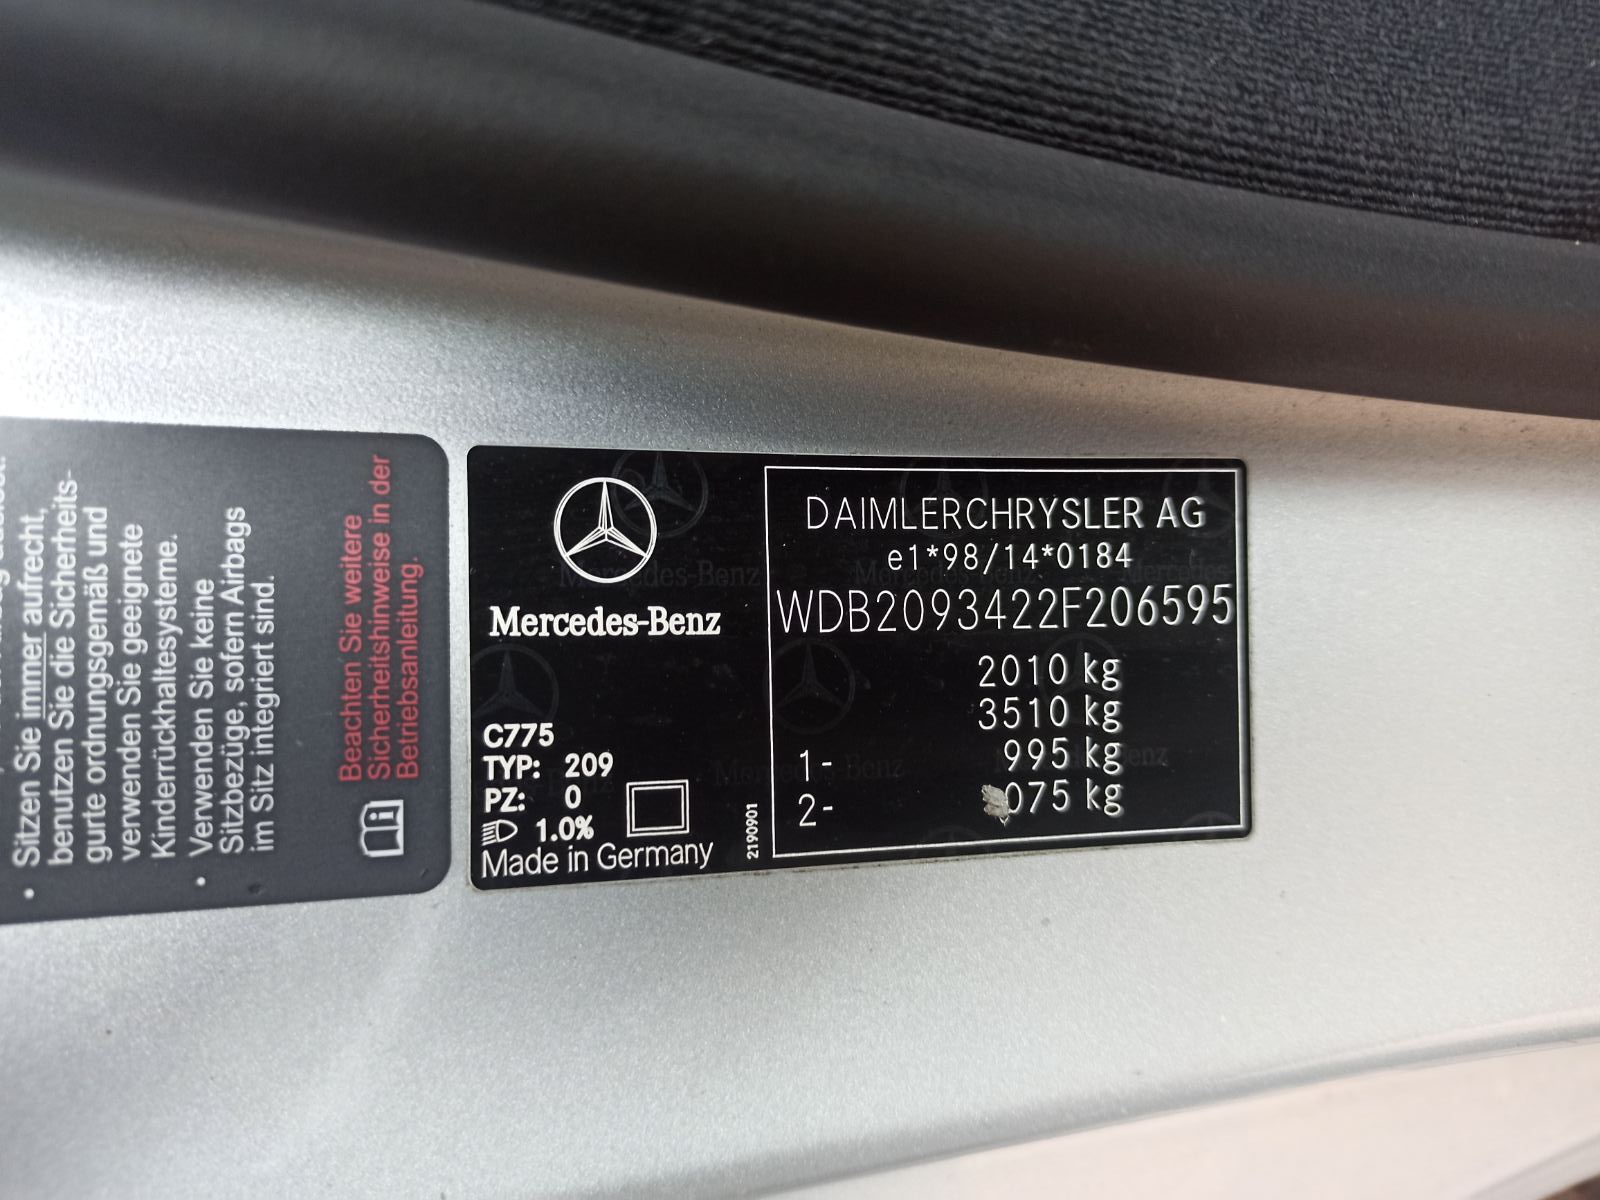 • Sitzen Sie immer aufrecht,
benutzen Sie die Sicherheits-
gurte ordnungsgemäß und
verwenden Sie geeignete
Kinderrückhaltesysteme.
• Verwenden Sie keine
Sitzbezüge, sofern Airbags
im Sitz integriert sind.
Beachten Sie weitere
Sicherheitshinweise in der
Betriebsanleitung.
Mercedes-Benz
C775
TYP: 209
PZ: 0
1.0%
Made in Germany
2190901
DAIMLERCHRYSLER AG
e1*98/14*0184
WDB2093422F206595
2010 kg
3510 kg
1- 995 kg
2- 075 kg